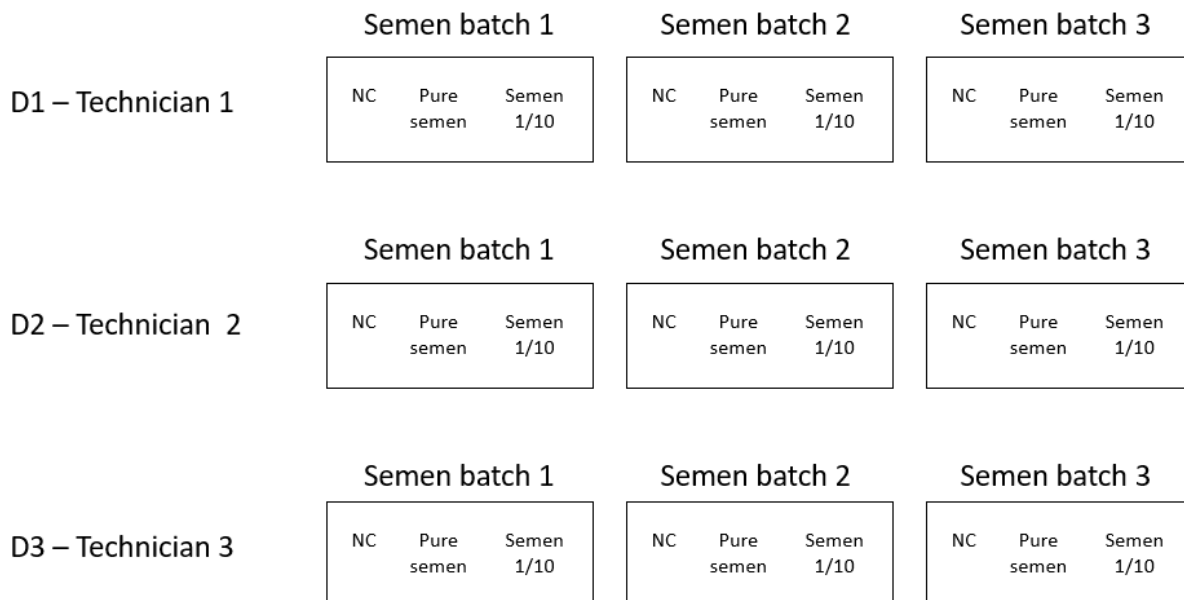 Semen batch 1 Semen batch 2 Semen batch 3
D1 – Technician 1
NC Pure Semen NC Pure Semen NC Pure Semen
semen 1/10 semen 1/10 semen 1/10
Semen batch 1 Semen batch 2 Semen batch 3
D2 – Technician  2
NC Pure Semen NC Pure Semen NC Pure Semen
semen 1/10 semen 1/10 semen 1/10
Semen batch 1 Semen batch 2 Semen batch 3
D3 – Technician 3
NC Pure Semen NC Pure Semen NC Pure Semen
semen 1/10 semen 1/10 semen 1/10